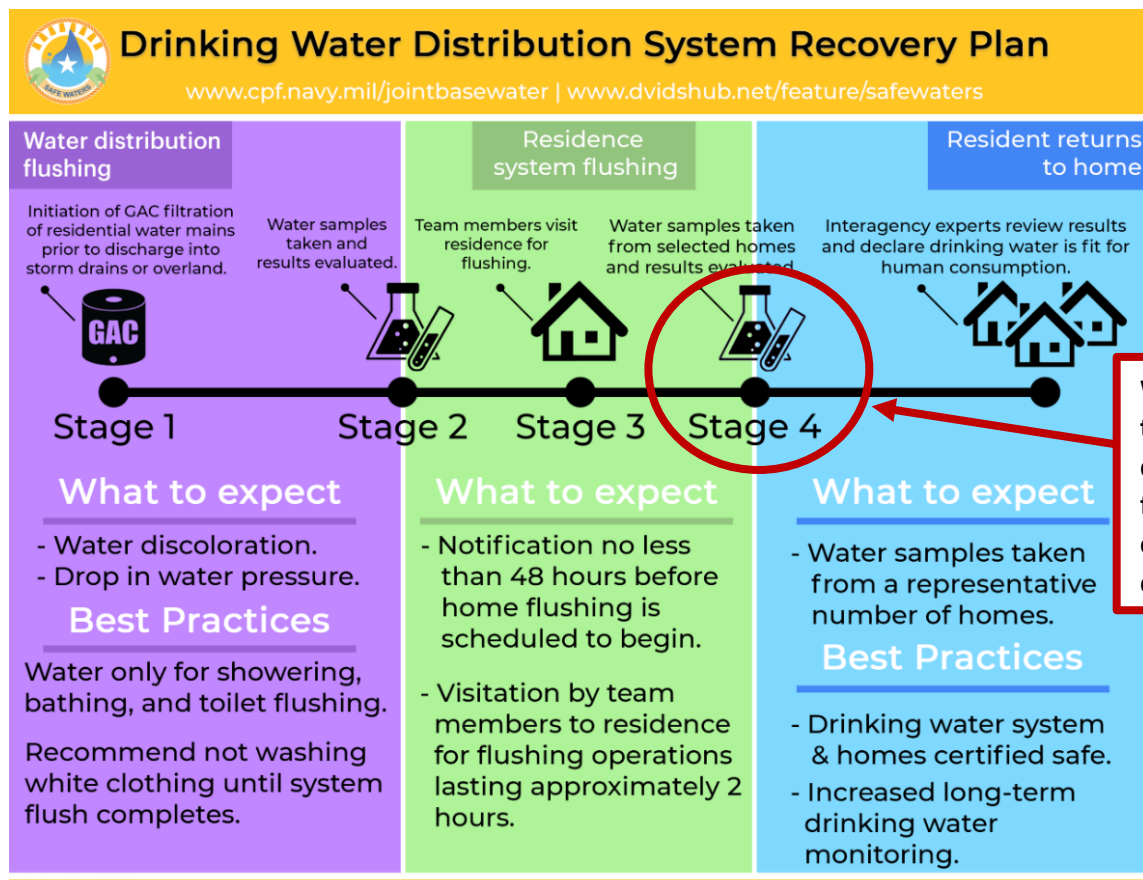 Drinking Water Distribution System Recovery Plan
SAFE WATERS
www.cpf.navy.mil/jointbasewater | www.dvidshub.net/feature/safewaters
Water distribution
flushing
Initiation of GAC filtration
of residential water mains
prior to discharge into
storm drains or overland.
Water samples
taken and
results evaluated.
GAC
Residence
system flushing
Team members visit
residence for
flushing.
Water samples taken
from selected homes
and results evaluated
Resident returns
to home
Interagency experts review results
and declare drinking water is fit for
human consumption.
Stage 1
Stage 2
Stage 3
Stage 4
What to expect
- Water discoloration.
- Drop in water pressure.
Best Practices
Water only for showering,
bathing, and toilet flushing.
Recommend not washing
white clothing until system
flush completes.
What to expect
- Notification no less
than 48 hours before
home flushing is
scheduled to begin.
- Visitation by team
members to residence
for flushing operations
lasting approximately 2
hours.
What to expect
- Water samples taken
from a representative
number of homes.
Best Practices
- Drinking water system
& homes certified safe.
- Increased long-term
drinking water
monitoring.